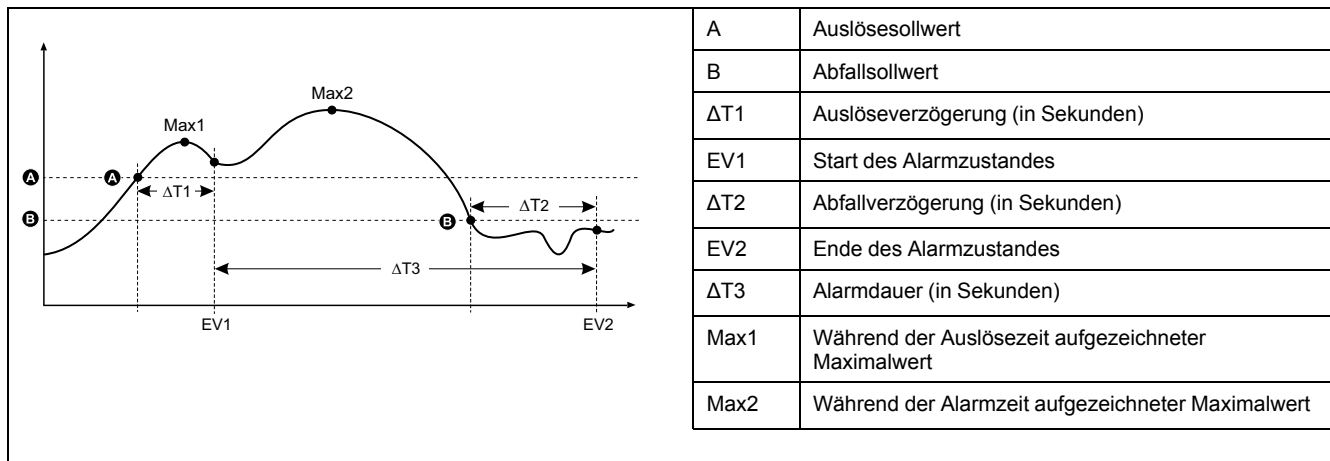 Max2
Max1
A
A
ΔT1
B
B
ΔT2
ΔT3
EV1
EV2
A Auslösesollwert
B Abfallsollwert
ΔT1 Auslöseverzögerung (in Sekunden)
EV1 Start des Alarmzustandes
ΔT2 Abfallverzögerung (in Sekunden)
EV2 Ende des Alarmzustandes
ΔT3 Alarmdauer (in Sekunden)
Max1 Während der Auslösezeit aufgezeichneter
Maximalwert
Max2 Während der Alarmzeit aufgezeichneter Maximalwert